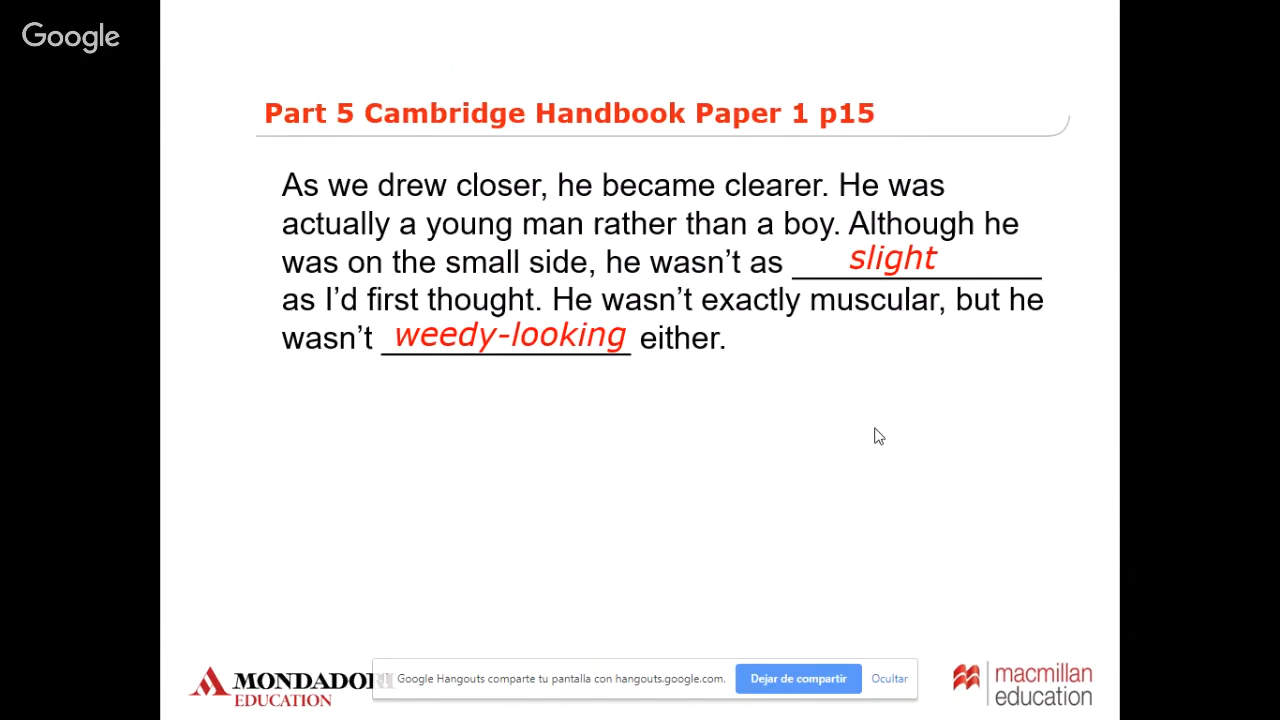 Google
Part 5 Cambridge Handbook Paper 1 p15
As we drew closer, he became clearer. He was
actually a young man rather than a boy. Although he
was on the small side, he wasn’t as slight
as I’d first thought. He wasn’t exactly muscular, but he
wasn’t weedy-looking either.
MONDADORI
EDUCATION
Google Hangouts comparte tu pantalla con hangouts.google.com.
Dejar de compartir
Ocultar
macmillan
education